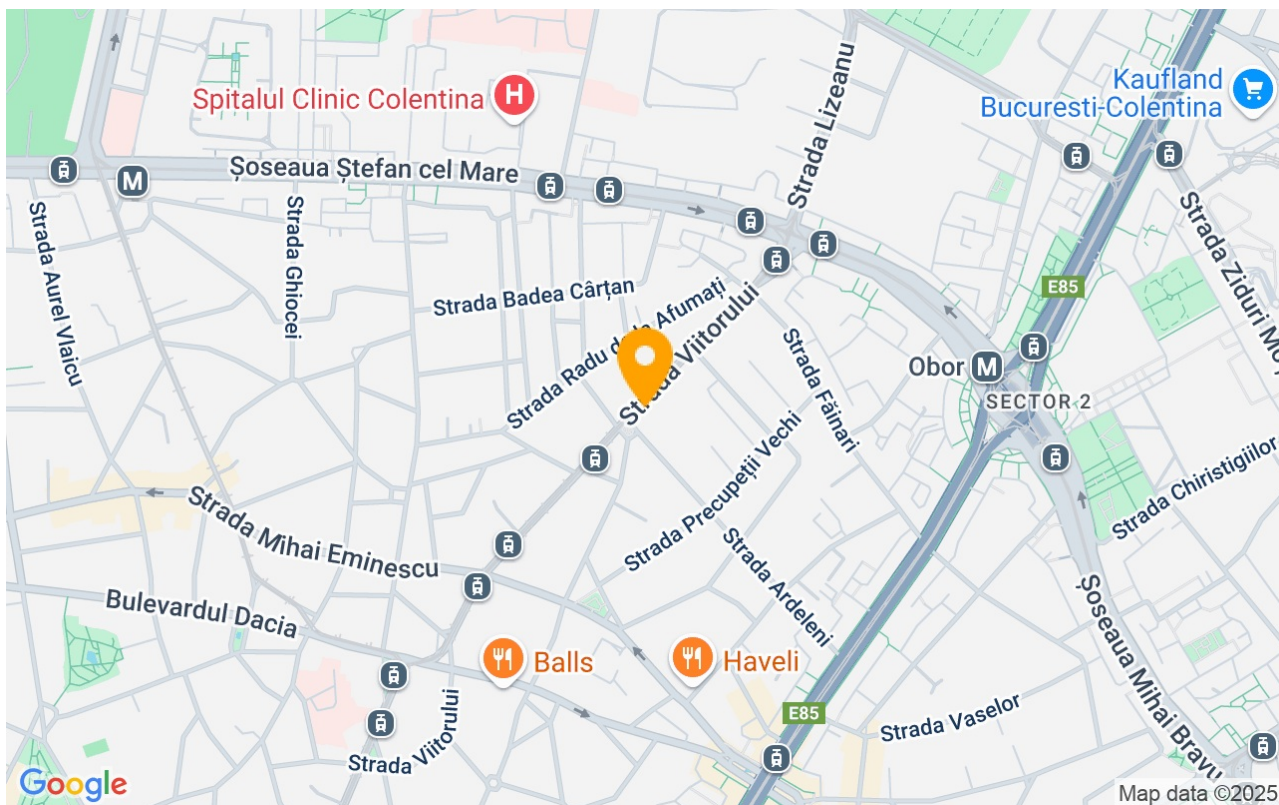 Spitalul Clinic Colentina
H
Kaufland
Bucuresti-Colentina
Strada Lizeanu
M
Șoseaua Ștefan cel Mare
Strada Aurel Vlaicu
Strada Ghiocei
Strada Ziduri Mo
Strada Badea Cârțan
E85
Strada Radu de la Afumați
Strada Viitorului
Strada Făinari
Obor
M
SECTOR 2
Strada Precupeții Vechi
Strada Chiristigiilor
Strada Mihai Eminescu
Strada Ardeleni
Bulevardul Dacia
Șoseaua Mihai Bravu
Balls
Haveli
E85
Strada Vaselor
Strada Viitorului
Google
Map data ©2025